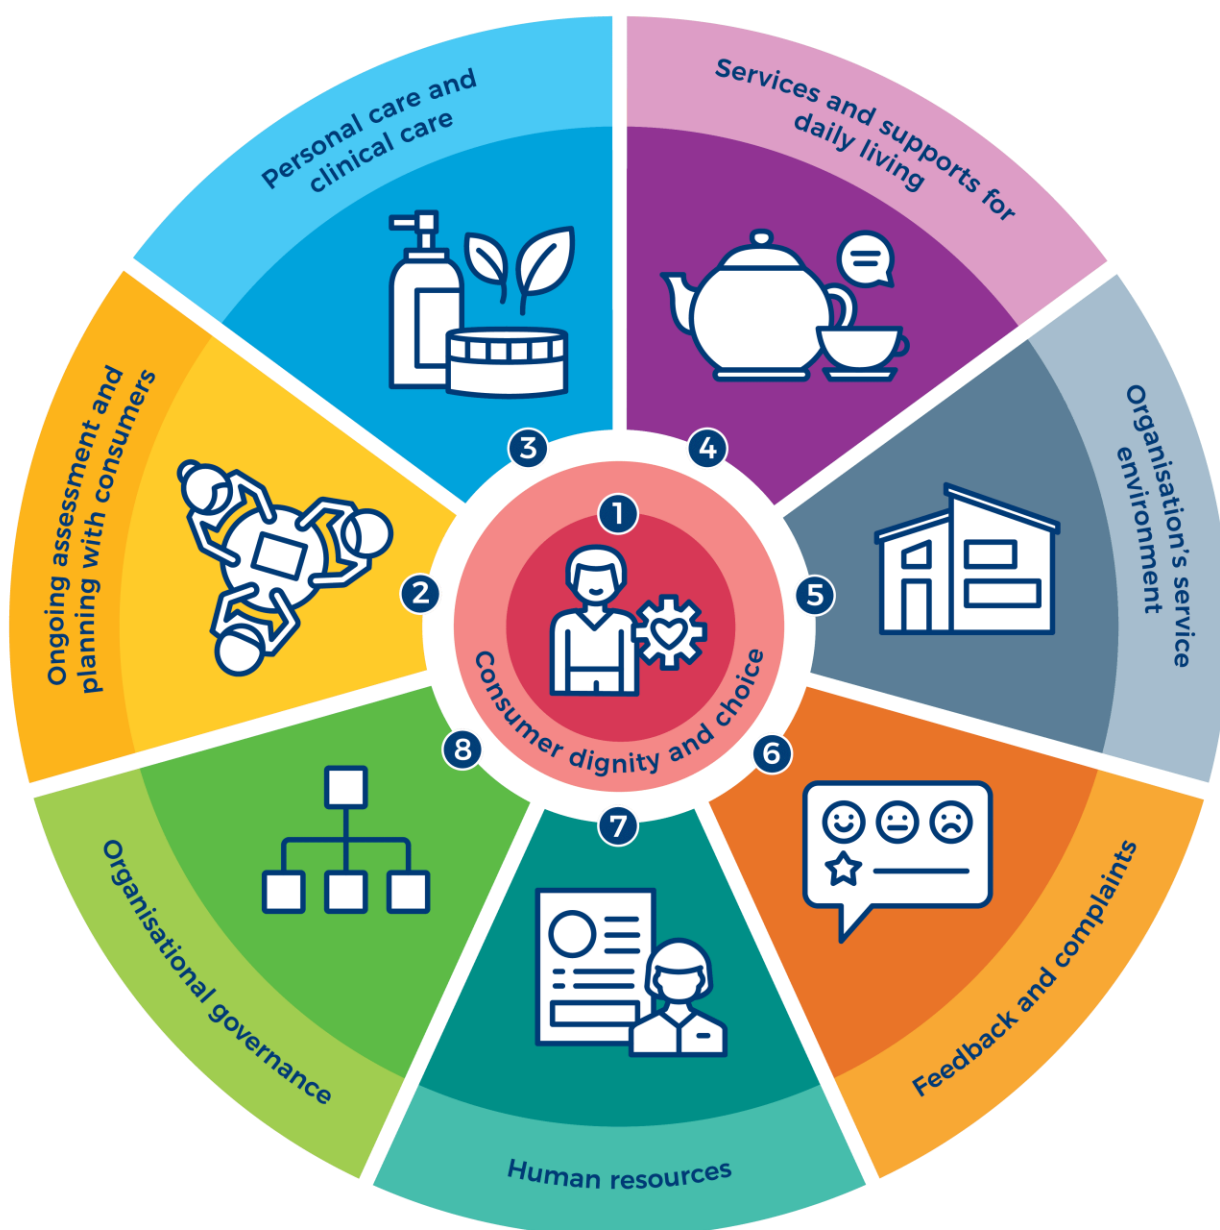 1
Consumer dignity and choice
2
Ongoing assessment and
planning with consumers
3
Personal care and
clinical care
4
Services and supports for
daily living
5
Organisation's service
environment
6
Feedback and complaints
7
Human resources
8
Organisational governance